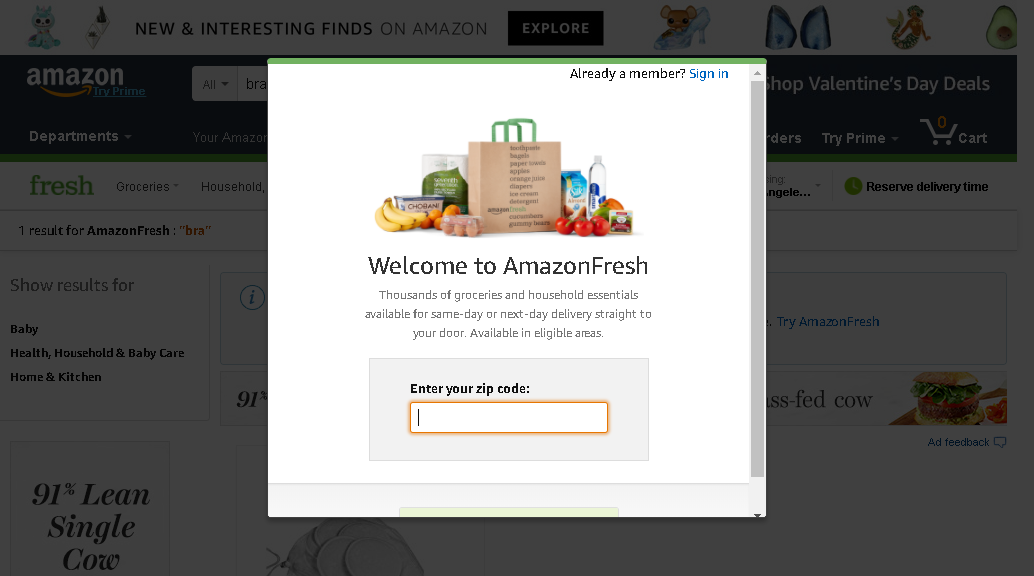 NEW & INTERESTING FINDS ON AMAZON EXPLORE
amazon
Try Prime
All
bra
Shop Valentine's Day Deals
Departments
Your Amazon
Try Prime
0
Cart
fresh
Groceries
Household,
Reserve delivery time
1 result for AmazonFresh : "bra"
Show results for
Baby
Health, Household & Baby Care
Home & Kitchen
Try AmazonFresh
91%
cow
Ad feedback
91% Lean
Single
Cow
Already a member? Sign in
toothpaste
bagels
paper towels
apples
orange juice
diapers
ice cream
detergent
amazonfresh
cucumbers
gummy bears
seventh
CHOBANI
Welcome to AmazonFresh
Thousands of groceries and household essentials
available for same-day or next-day delivery straight to
your door. Available in eligible areas.
Enter your zip code: